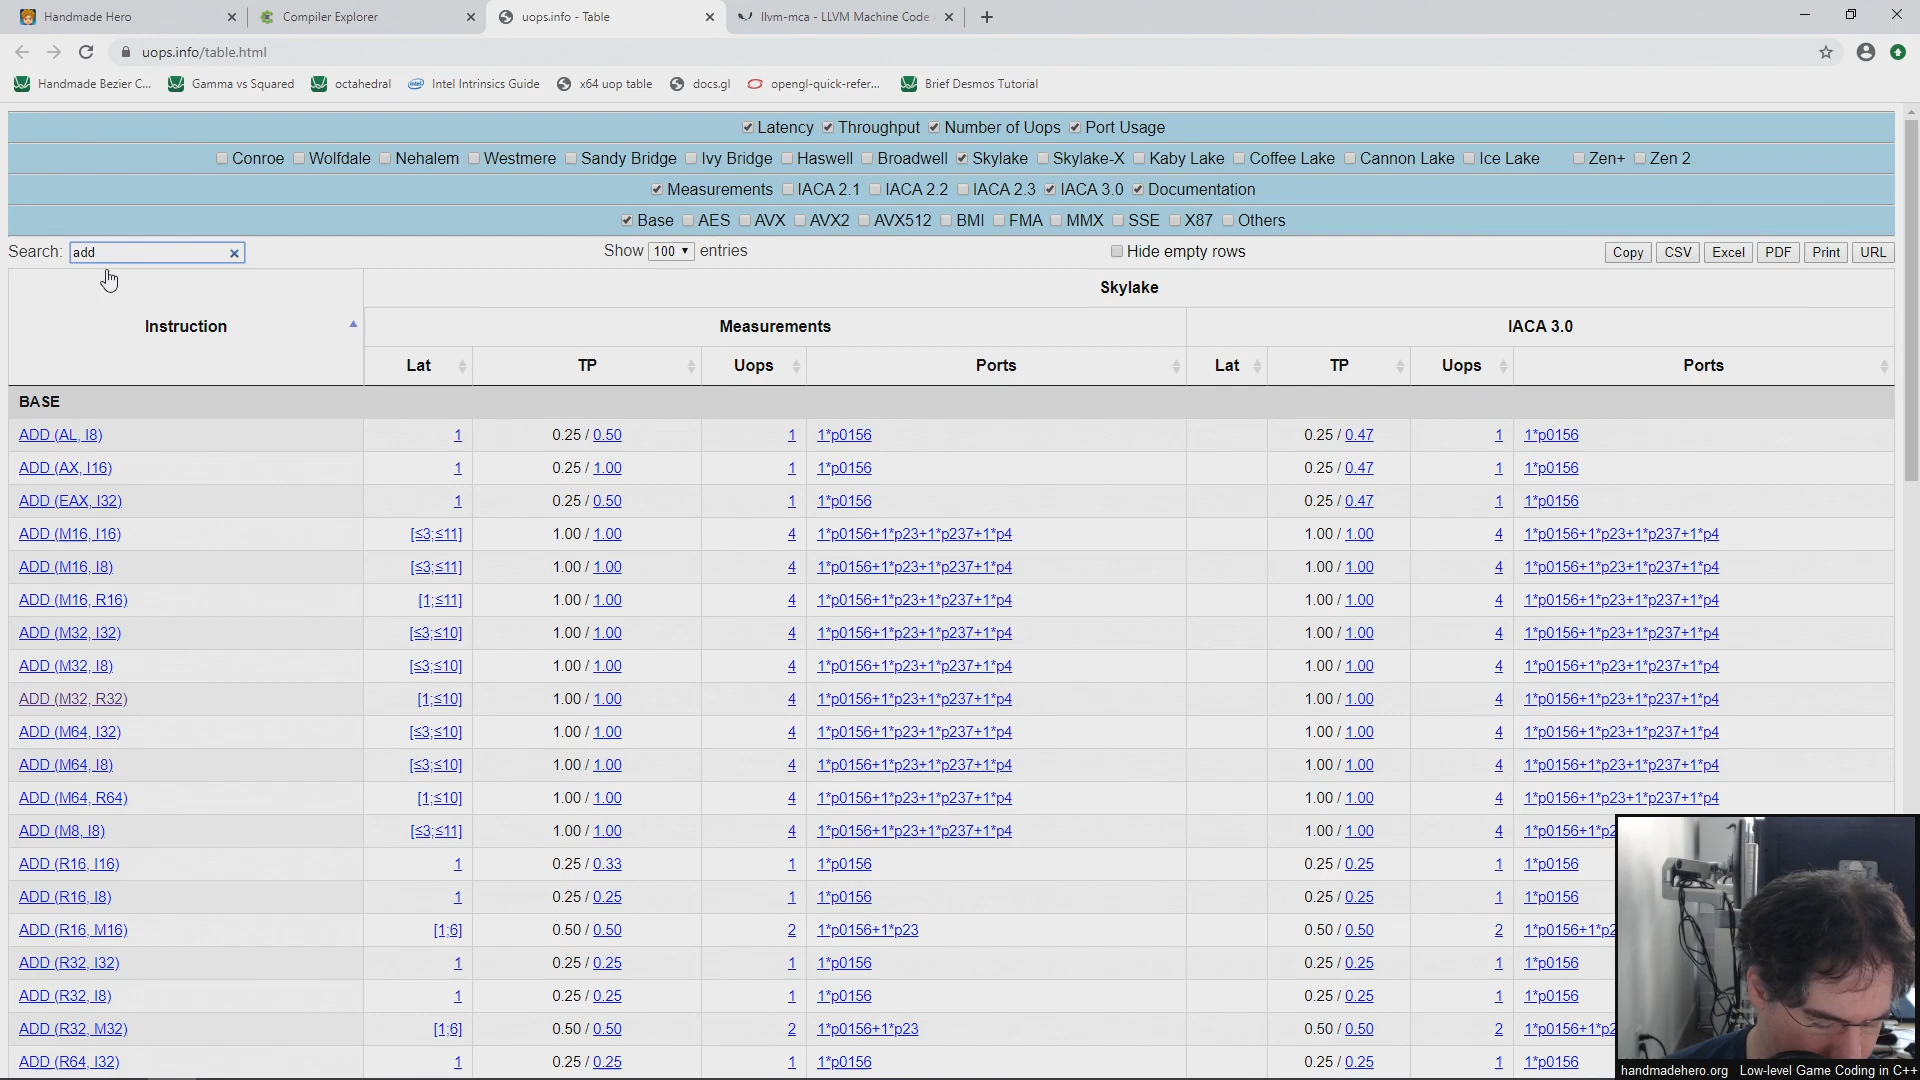 Handmade Hero
Compiler Explorer
uops.info - Table
llvm-mca - LLVM Machine Code
uops.info/table.html
Handmade Bezier C...
Gamma vs Squared
octahedral
Intel Intrinsics Guide
x64 uop table
docs.gl
opengl-quick-refer...
Brief Desmos Tutorial
Latency Throughput Number of Uops Port Usage
Conroe Wolfdale Nehalem Westmere Sandy Bridge Ivy Bridge Haswell Broadwell Skylake Skylake-X Kaby Lake Coffee Lake Cannon Lake Ice Lake Zen+ Zen 2
Measurements IACA 2.1 IACA 2.2 IACA 2.3 IACA 3.0 Documentation
Base AES AVX AVX2 AVX512 BMI FMA MMX SSE X87 Others
Search: add
Show 100 entries
Hide empty rows
Copy CSV Excel PDF Print URL
Skylake
Instruction
Measurements IACA 3.0
Lat TP Uops Ports Lat TP Uops Ports
BASE
ADD (AL, I8) 1 0.25 / 0.50 1 1*p0156 0.25 / 0.47 1 1*p0156
ADD (AX, I16) 1 0.25 / 1.00 1 1*p0156 0.25 / 0.47 1 1*p0156
ADD (EAX, I32) 1 0.25 / 0.50 1 1*p0156 0.25 / 0.47 1 1*p0156
ADD (M16, I16) [≤3;≤11] 1.00 / 1.00 4 1*p0156+1*p23+1*p237+1*p4 1.00 / 1.00 4 1*p0156+1*p23+1*p237+1*p4
ADD (M16, I8) [≤3;≤11] 1.00 / 1.00 4 1*p0156+1*p23+1*p237+1*p4 1.00 / 1.00 4 1*p0156+1*p23+1*p237+1*p4
ADD (M16, R16) [1;≤11] 1.00 / 1.00 4 1*p0156+1*p23+1*p237+1*p4 1.00 / 1.00 4 1*p0156+1*p23+1*p237+1*p4
ADD (M32, I32) [≤3;≤10] 1.00 / 1.00 4 1*p0156+1*p23+1*p237+1*p4 1.00 / 1.00 4 1*p0156+1*p23+1*p237+1*p4
ADD (M32, I8) [≤3;≤10] 1.00 / 1.00 4 1*p0156+1*p23+1*p237+1*p4 1.00 / 1.00 4 1*p0156+1*p23+1*p237+1*p4
ADD (M32, R32) [1;≤10] 1.00 / 1.00 4 1*p0156+1*p23+1*p237+1*p4 1.00 / 1.00 4 1*p0156+1*p23+1*p237+1*p4
ADD (M64, I32) [≤3;≤10] 1.00 / 1.00 4 1*p0156+1*p23+1*p237+1*p4 1.00 / 1.00 4 1*p0156+1*p23+1*p237+1*p4
ADD (M64, I8) [≤3;≤10] 1.00 / 1.00 4 1*p0156+1*p23+1*p237+1*p4 1.00 / 1.00 4 1*p0156+1*p23+1*p237+1*p4
ADD (M64, R64) [1;≤10] 1.00 / 1.00 4 1*p0156+1*p23+1*p237+1*p4 1.00 / 1.00 4 1*p0156+1*p23+1*p237+1*p4
ADD (M8, I8) [≤3;≤11] 1.00 / 1.00 4 1*p0156+1*p23+1*p237+1*p4 1.00 / 1.00 4 1*p0156+1*p2
ADD (R16, I16) 1 0.25 / 0.33 1 1*p0156 0.25 / 0.25 1 1*p0156
ADD (R16, I8) 1 0.25 / 0.25 1 1*p0156 0.25 / 0.25 1 1*p0156
ADD (R16, M16) [1;6] 0.50 / 0.50 2 1*p0156+1*p23 0.50 / 0.50 2 1*p0156+1*p2
ADD (R32, I32) 1 0.25 / 0.25 1 1*p0156 0.25 / 0.25 1 1*p0156
ADD (R32, I8) 1 0.25 / 0.25 1 1*p0156 0.25 / 0.25 1 1*p0156
ADD (R32, M32) [1;6] 0.50 / 0.50 2 1*p0156+1*p23 0.50 / 0.50 2 1*p0156+1*p2
ADD (R64, I32) 1 0.25 / 0.25 1 1*p0156 0.25 / 0.25 1 1*p0156
handmadehero.org Low-level Game Coding in C++